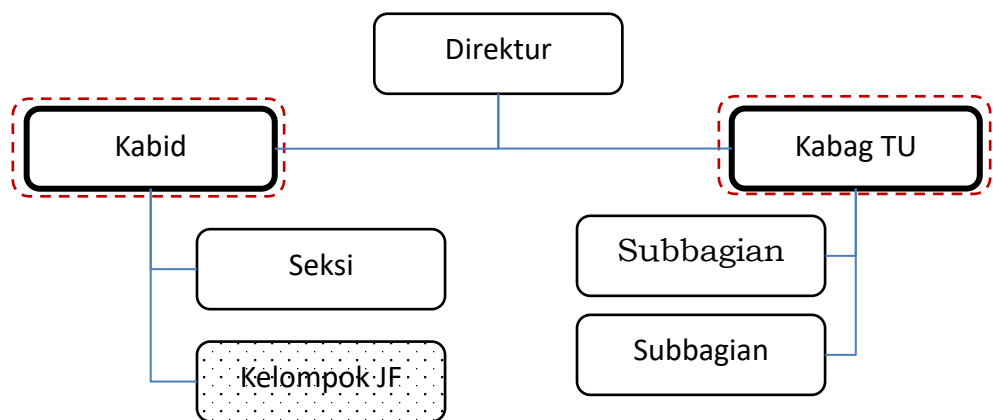 Direktur
Kabid
Kabag TU
Seksi
Subbagian
Kelompok JF
Subbagian